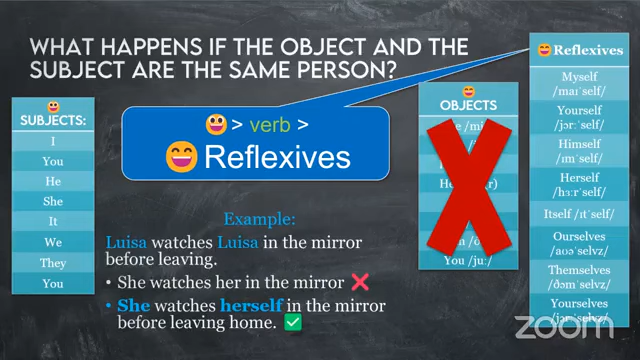 WHAT HAPPENS IF THE OBJECT AND THE
SUBJECT ARE THE SAME PERSON?
SUBJECTS:
I
You
He
She
It
We
They
You
> verb >
Reflexives
Example:
Luisa watches Luisa in the mirror
before leaving.
• She watches her in the mirror
• She watches herself in the mirror
before leaving home.
OBJECTS
You /juː/
Reflexives
Myself
/maɪˈself/
Yourself
/jɔrːˈself/
Himself
/ɪmˈself/
Herself
/hɜːrˈself/
Itself /ɪtˈself/
Ourselves
/aʊəˈselvz/
Themselves
/ðəmˈselvz/
Yourselves
zoom